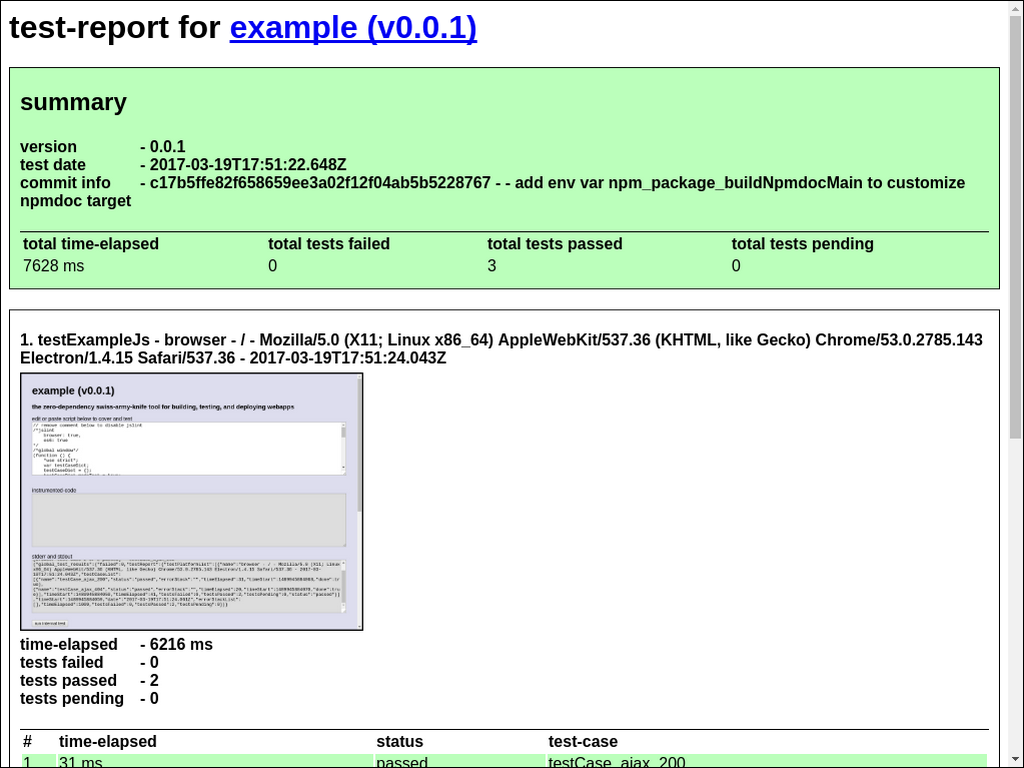 test-report for example (v0.0.1)
summary
version - 0.0.1
test date - 2017-03-19T17:51:22.648Z
commit info - c17b5ffe82f658659ee3a02f12f04ab5b5228767 - - add env var npm_package_buildNpmdocMain to customize
npmdoc target
total time-elapsed total tests failed total tests passed total tests pending
7628 ms 0 3 0
1. testExampleJs - browser - / - Mozilla/5.0 (X11; Linux x86_64) AppleWebKit/537.36 (KHTML, like Gecko) Chrome/53.0.2785.143
Electron/1.4.15 Safari/537.36 - 2017-03-19T17:51:24.043Z
example (v0.0.1)
the zero-dependency swiss-army-knife tool for building, testing, and deploying webapps
edit or paste script below to cover and test
// remove comment below to disable jslint
/*jslint
browser: true,
es6: true
*/
/*global window*/
(function () {
"use strict";
var testCaseDict;
testCaseDict = {};
instrumented code
stderr and stdout
run internal test
time-elapsed - 6216 ms
tests failed - 0
tests passed - 2
tests pending - 0
# time-elapsed status test-case
1 31 ms passed testCase_ajax_200